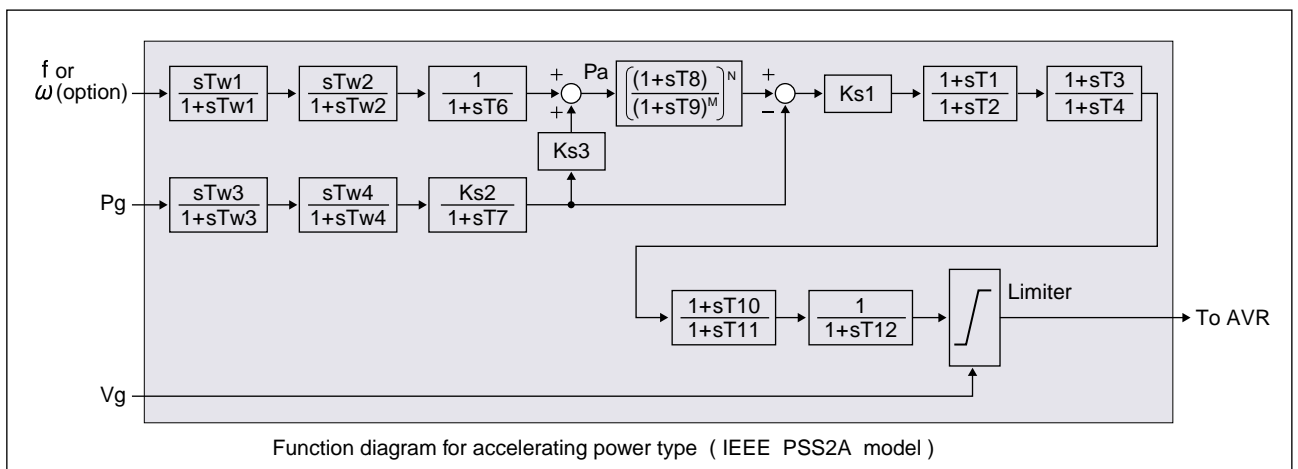 f or
ω (option)
sTw1
1+sTw1
sTw2
1+sTw2
1
1+sT6
+
+
Pa
(1+sT8)
(1+sT9)M
N
+
−
Ks1
1+sT1
1+sT2
1+sT3
1+sT4
Ks3
Pg
sTw3
1+sTw3
sTw4
1+sTw4
Ks2
1+sT7
1+sT10
1+sT11
1
1+sT12
Limiter
To AVR
Vg
Function diagram for accelerating power type ( IEEE PSS2A model )